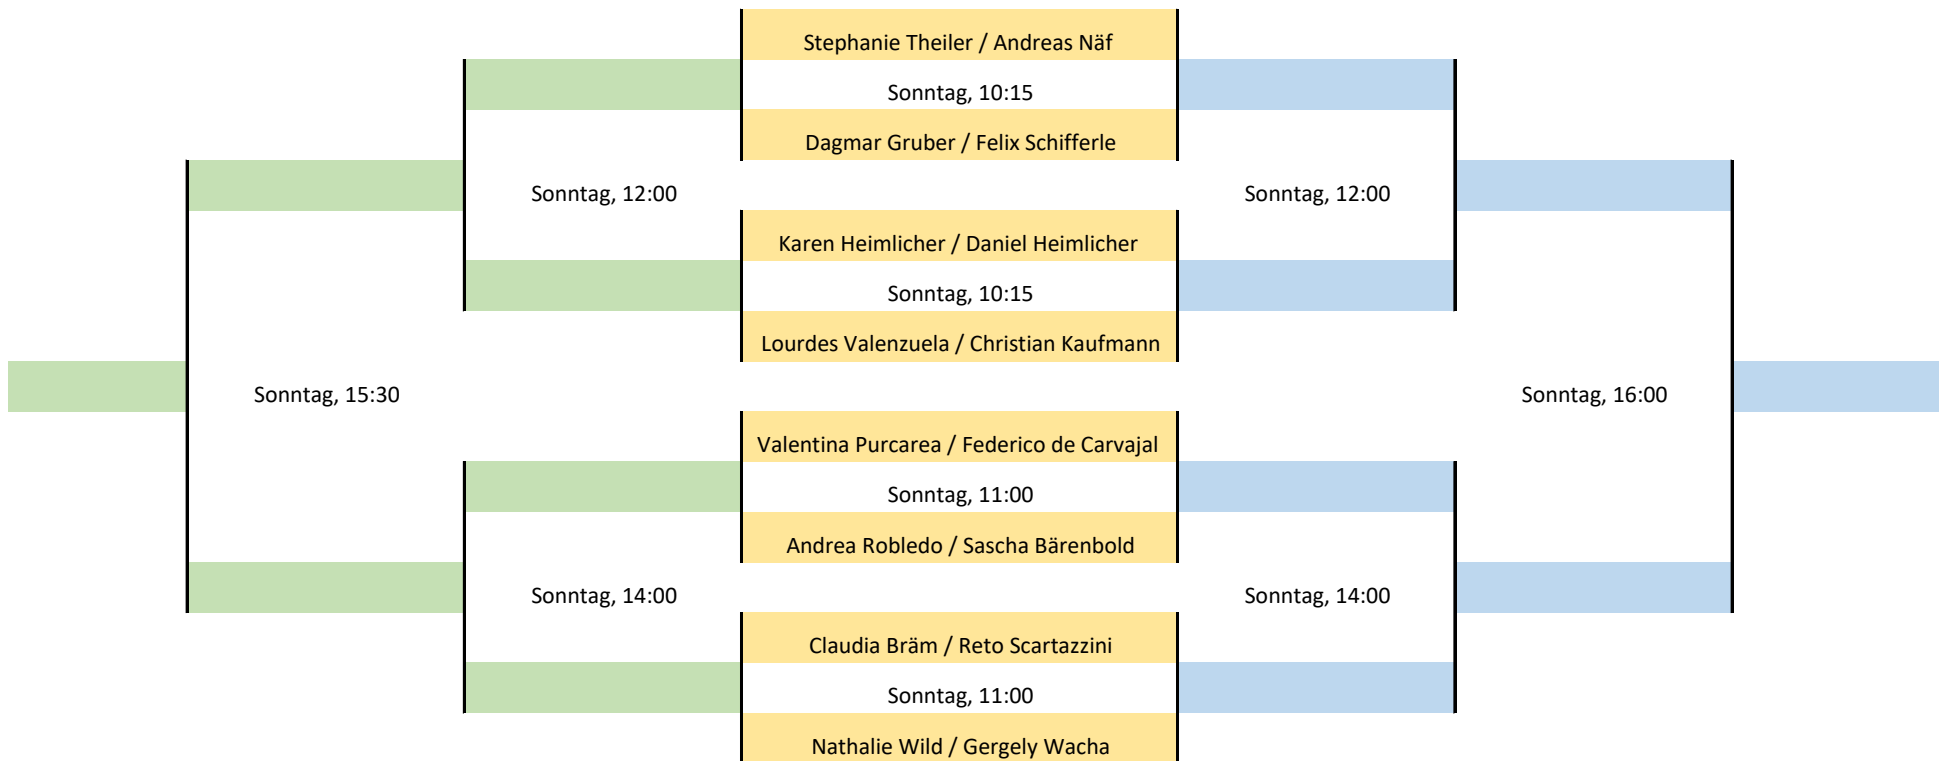 Stephanie Theiler / Andreas Näf
Sonntag, 10:15
Dagmar Gruber / Felix Schifferle
Sonntag, 12:00
Sonntag, 12:00
Karen Heimlicher / Daniel Heimlicher
Sonntag, 10:15
Lourdes Valenzuela / Christian Kaufmann
Sonntag, 15:30
Sonntag, 16:00
Valentina Purcarea / Federico de Carvajal
Sonntag, 11:00
Andrea Robledo / Sascha Bärenbold
Sonntag, 14:00
Sonntag, 14:00
Claudia Bräm / Reto Scartazzini
Sonntag, 11:00
Nathalie Wild / Gergely Wacha